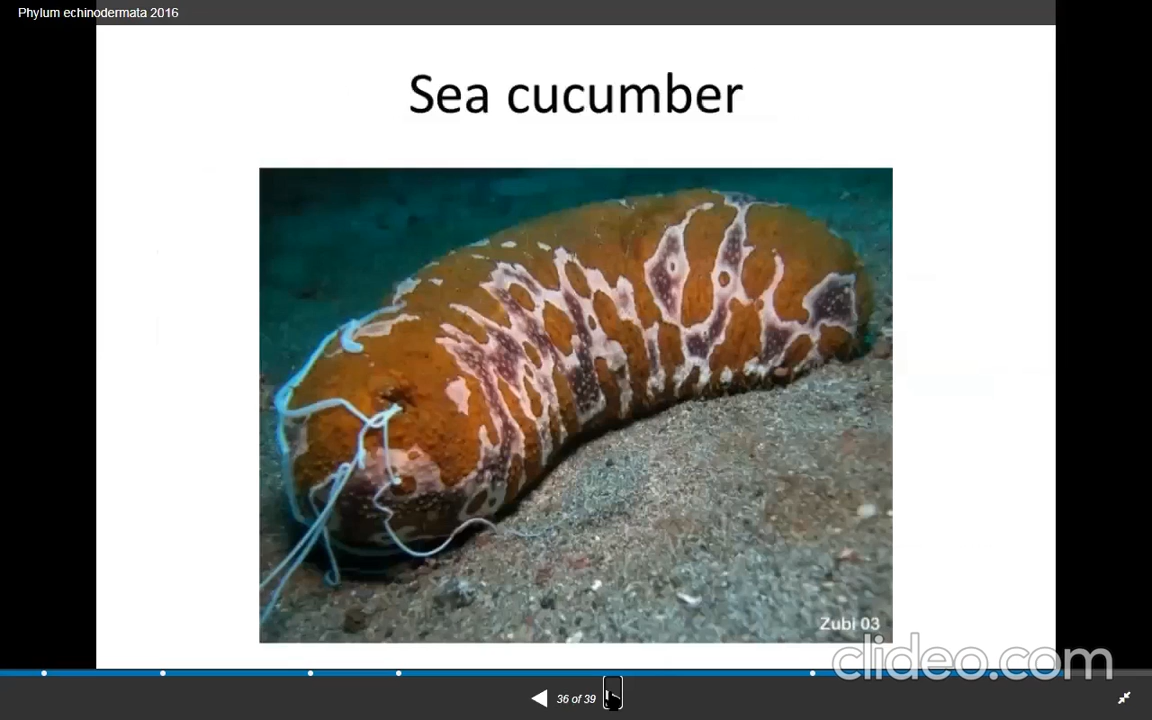 Phylum echinodermata 2016
Sea cucumber
Zubi 03
clideo.com
36 of 39